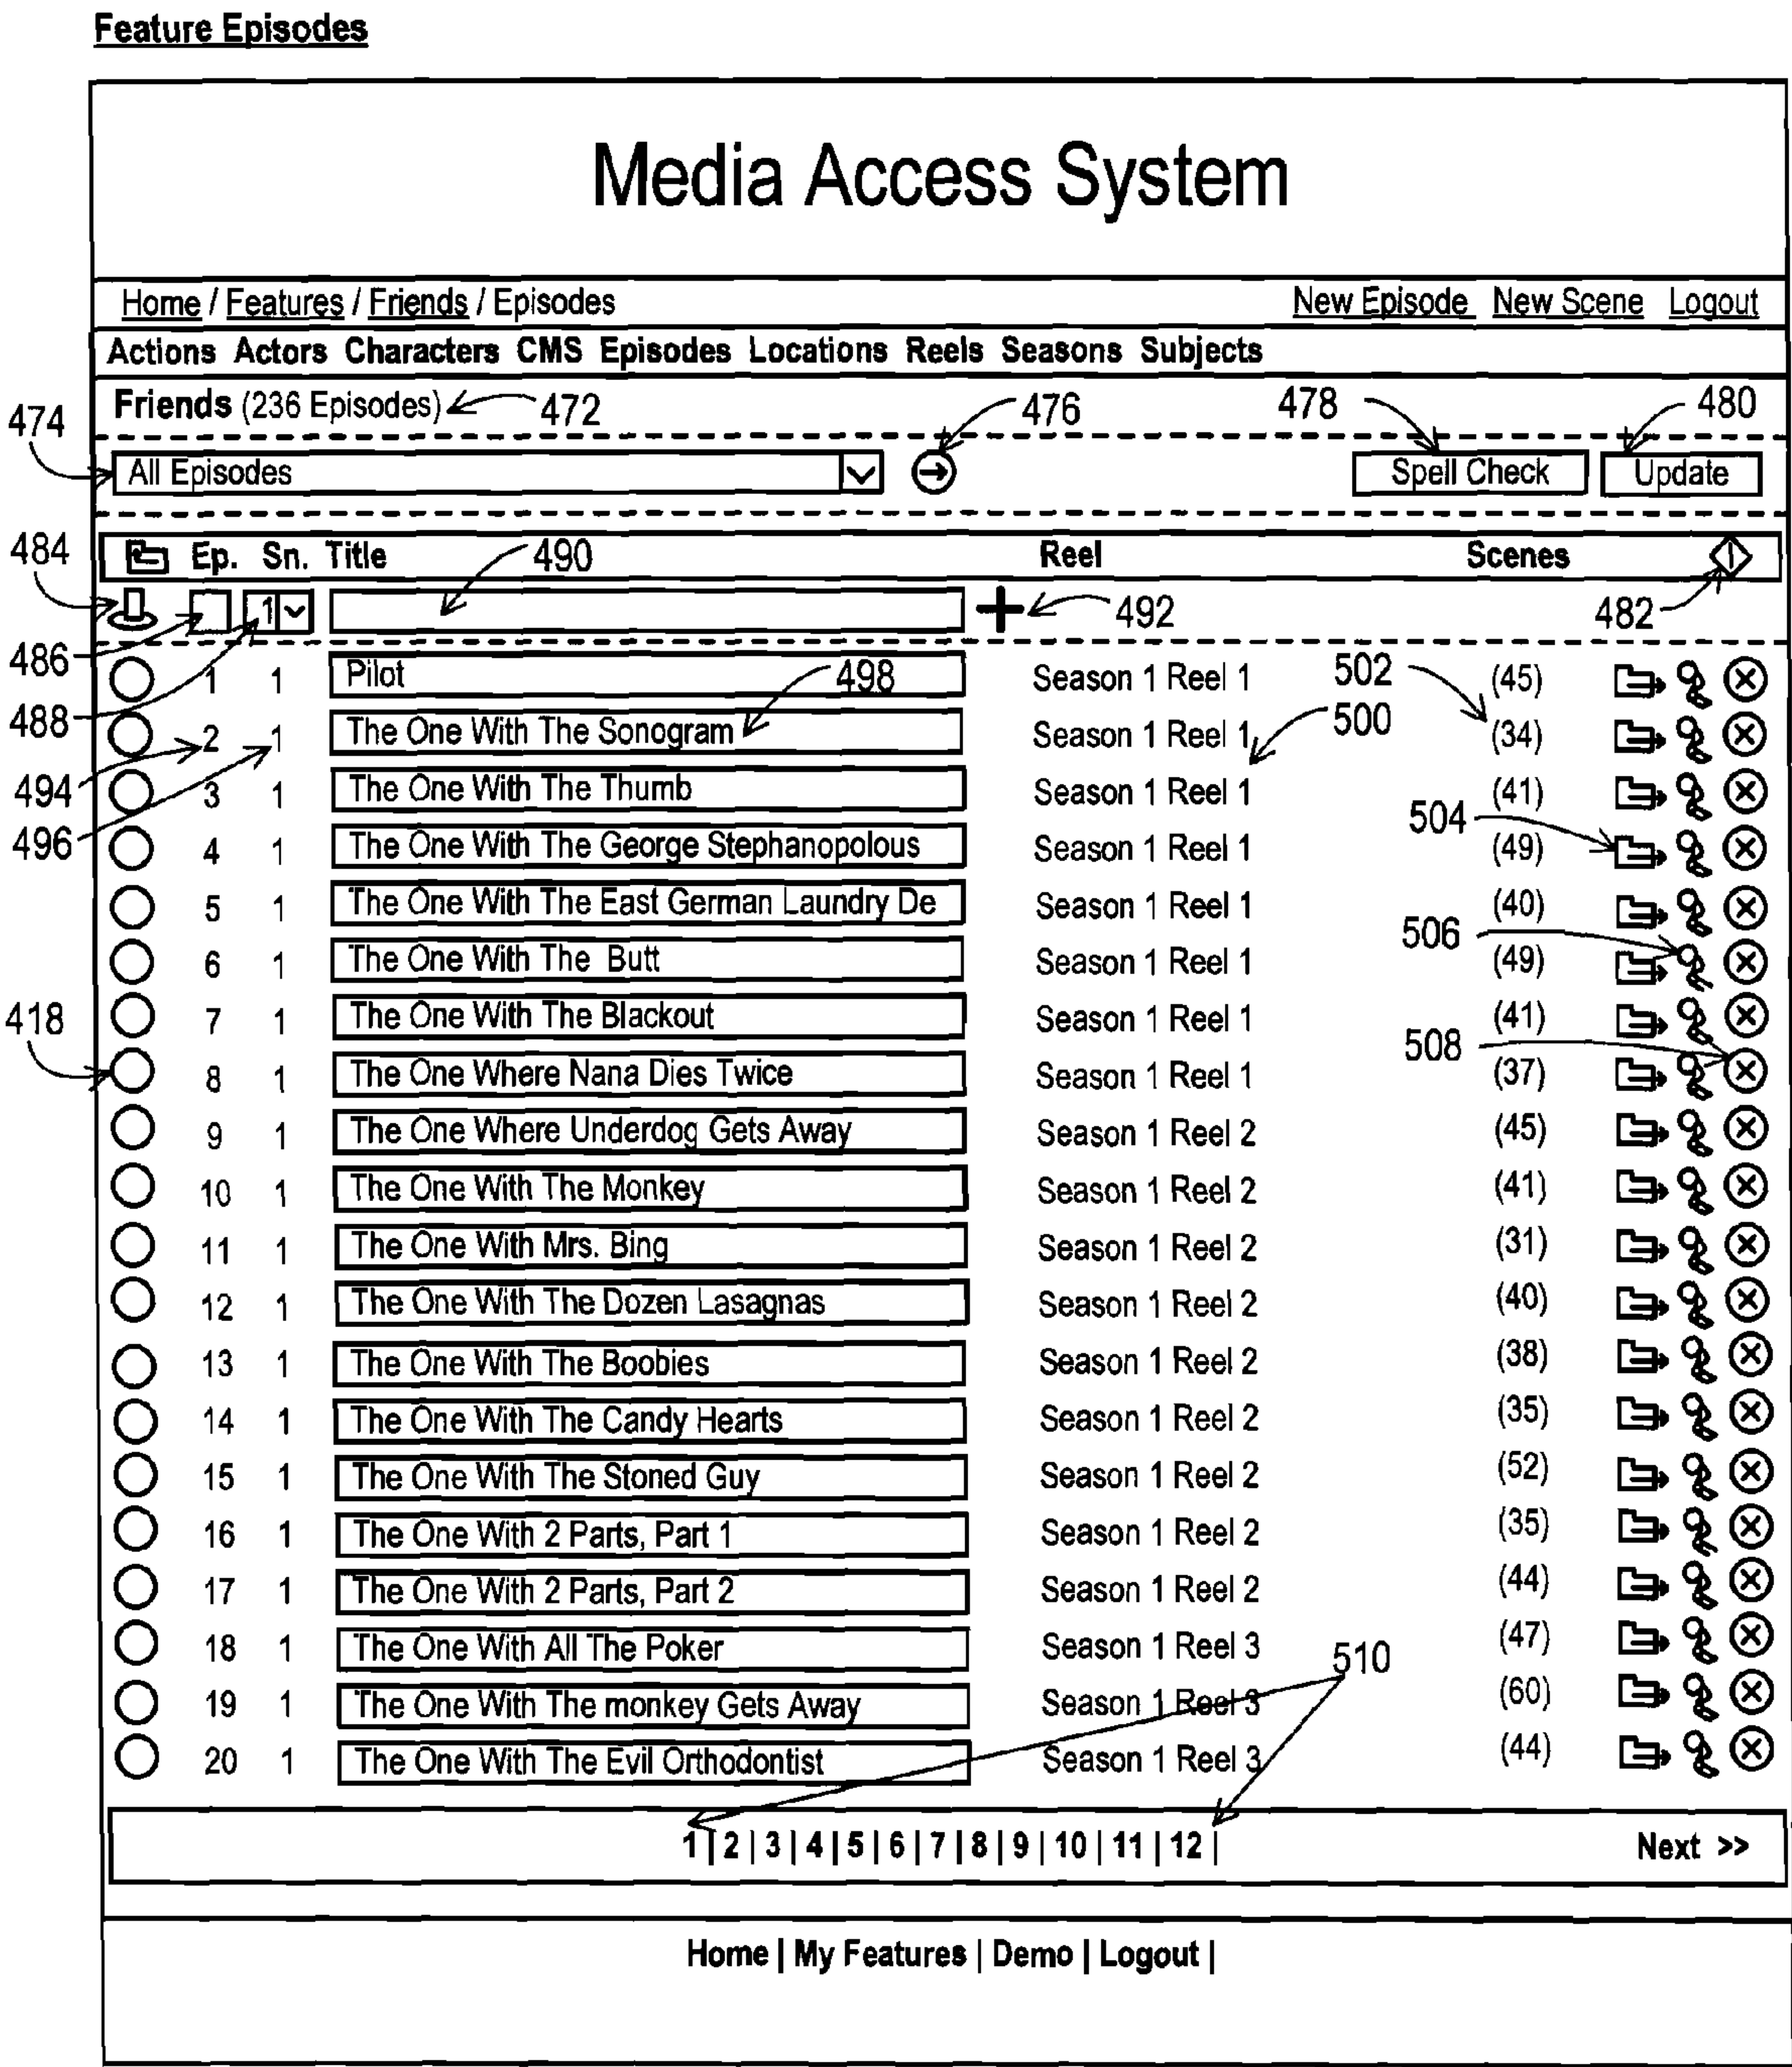 Feature Episodes
Media Access System
Home / Features / Friends / Episodes New Episode New Scene Logout
Actions Actors Characters CMS Episodes Locations Reels Seasons Subjects
Friends (236 Episodes) 472 476 478 480
474
All Episodes Spell Check Update
484 Ep. Sn. Title 490 Reel Scenes
1 492 482
486
1 1 Pilot 498 Season 1 Reel 1 502 (45)
488
2 1 The One With The Sonogram Season 1 Reel 1 500 (34)
494 3 1 The One With The Thumb Season 1 Reel 1 (41)
504
496 4 1 The One With The George Stephanopolous Season 1 Reel 1 (49)
5 1 The One With The East German Laundry De Season 1 Reel 1 (40)
506
6 1 The One With The Butt Season 1 Reel 1 (49)
418 7 1 The One With The Blackout Season 1 Reel 1 (41)
508
8 1 The One Where Nana Dies Twice Season 1 Reel 1 (37)
9 1 The One Where Underdog Gets Away Season 1 Reel 2 (45)
10 1 The One With The Monkey Season 1 Reel 2 (41)
11 1 The One With Mrs. Bing Season 1 Reel 2 (31)
12 1 The One With The Dozen Lasagnas Season 1 Reel 2 (40)
13 1 The One With The Boobies Season 1 Reel 2 (38)
14 1 The One With The Candy Hearts Season 1 Reel 2 (35)
15 1 The One With The Stoned Guy Season 1 Reel 2 (52)
16 1 The One With 2 Parts, Part 1 Season 1 Reel 2 (35)
17 1 The One With 2 Parts, Part 2 Season 1 Reel 2 (44)
18 1 The One With All The Poker Season 1 Reel 3 (47)
510
19 1 The One With The monkey Gets Away Season 1 Reel 3 (60)
20 1 The One With The Evil Orthodontist Season 1 Reel 3 (44)
1 | 2 | 3 | 4 | 5 | 6 | 7 | 8 | 9 | 10 | 11 | 12 | Next >>
Home | My Features | Demo | Logout |